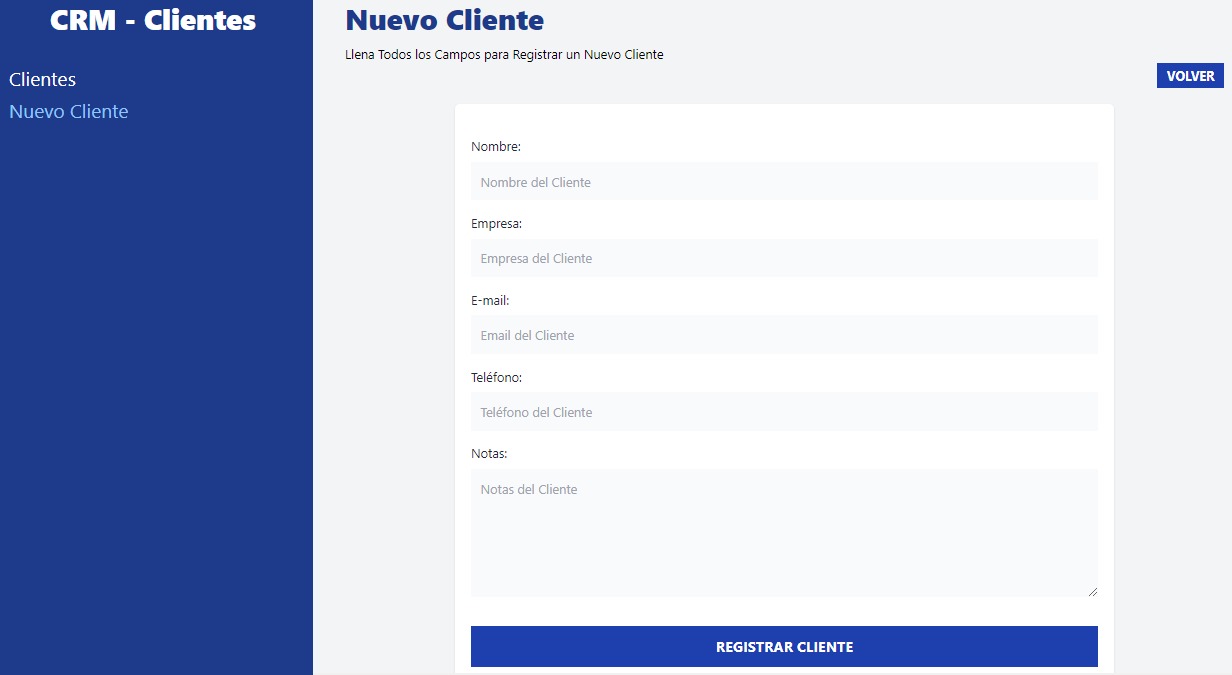 CRM - Clientes
Clientes
Nuevo Cliente
Nuevo Cliente
Llena Todos los Campos para Registrar un Nuevo Cliente
VOLVER
Nombre:
Nombre del Cliente
Empresa:
Empresa del Cliente
E-mail:
Email del Cliente
Teléfono:
Teléfono del Cliente
Notas:
Notas del Cliente
REGISTRAR CLIENTE